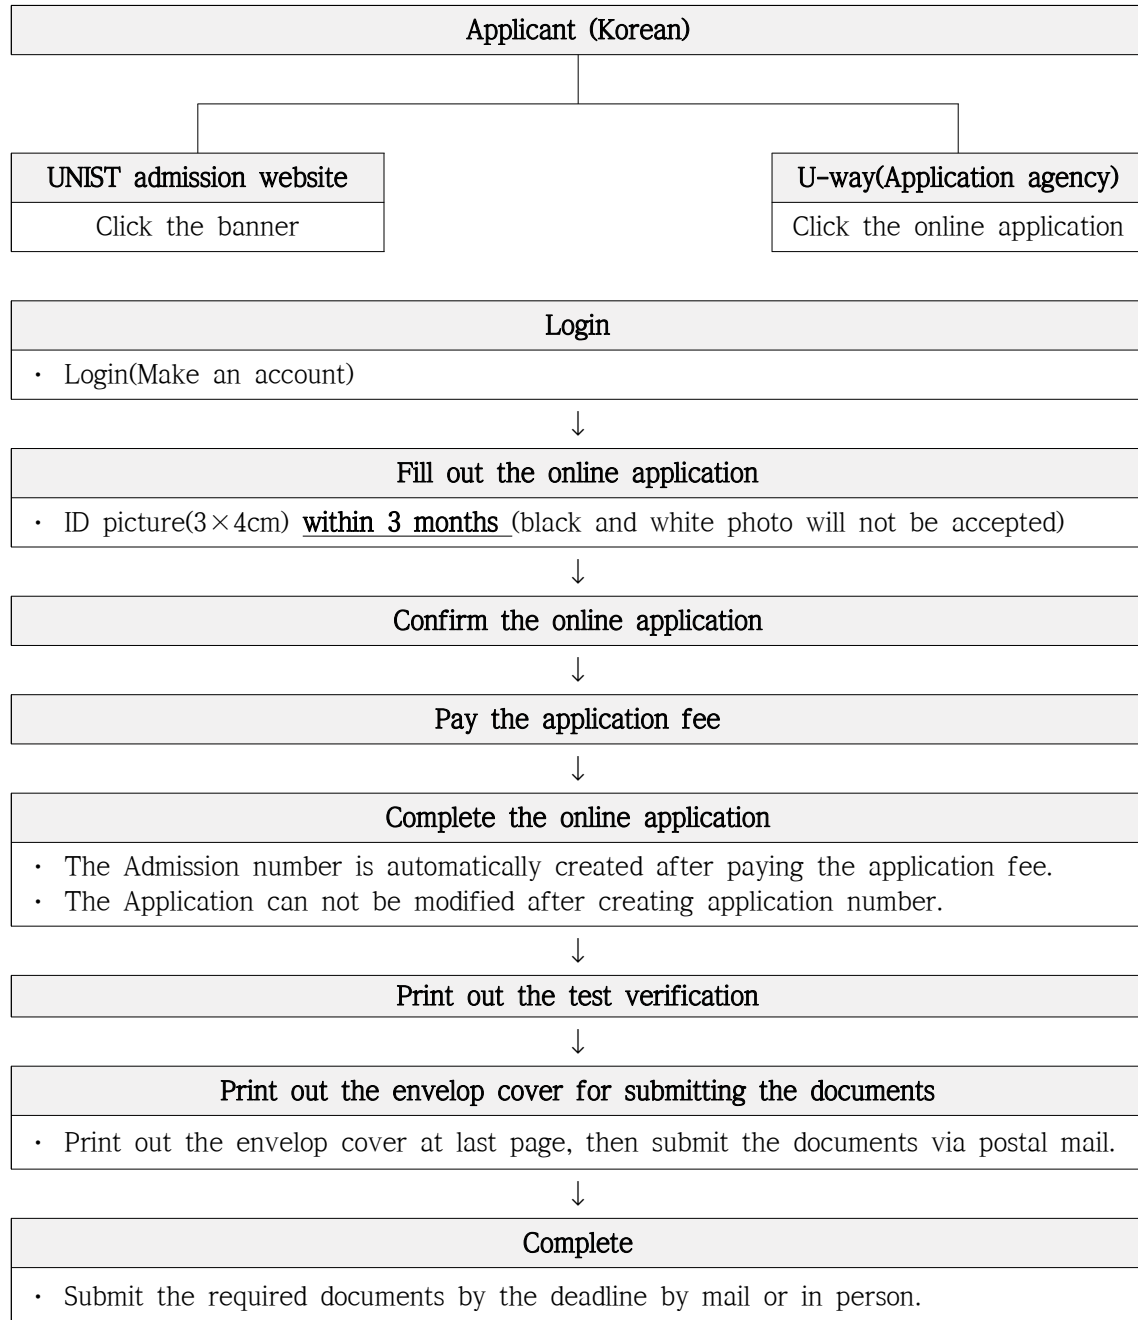 Applicant (Korean)
UNIST admission website
Click the banner
U-way(Application agency)
Click the online application
Login
· Login(Make an account)
↓
Fill out the online application
· ID picture(3×4cm) within 3 months (black and white photo will not be accepted)
↓
Confirm the online application
↓
Pay the application fee
↓
Complete the online application
· The Admission number is automatically created after paying the application fee.
· The Application can not be modified after creating application number.
↓
Print out the test verification
↓
Print out the envelop cover for submitting the documents
· Print out the envelop cover at last page, then submit the documents via postal mail.
↓
Complete
· Submit the required documents by the deadline by mail or in person.